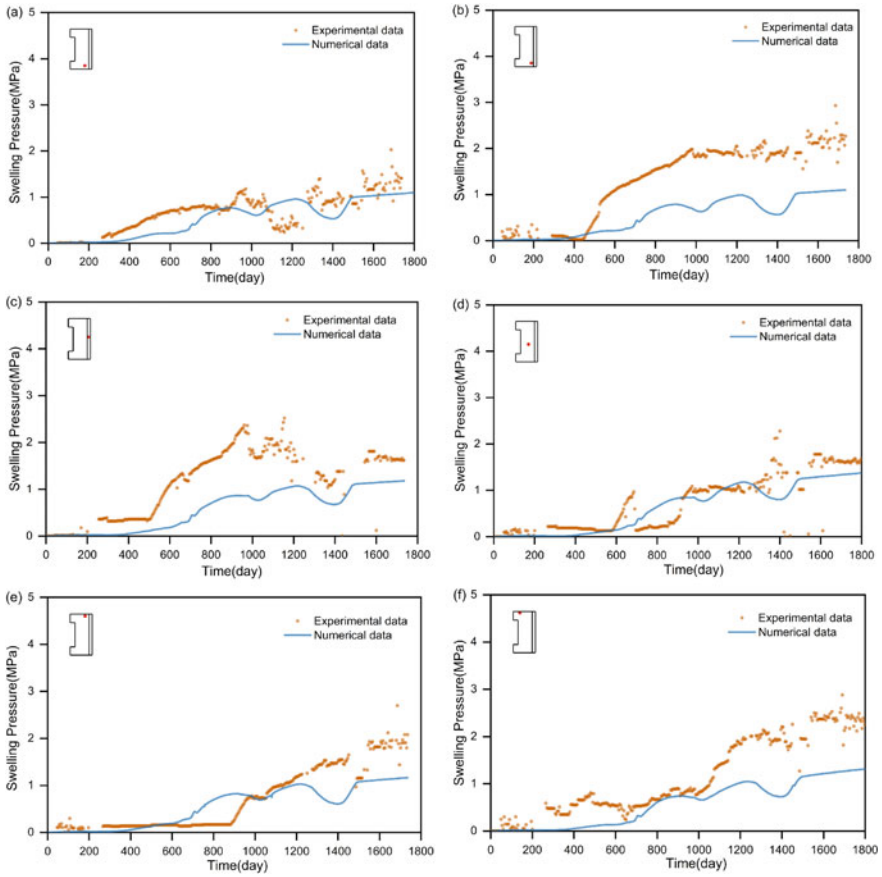 (a)
Experimental data
Numerical data
Swelling Pressure(MPa)
5
4
3
2
1
0
0 200 400 600 800 1000 1200 1400 1600 1800
Time(day)
(b)
Experimental data
Numerical data
Swelling Pressure(MPa)
5
4
3
2
1
0
0 200 400 600 800 1000 1200 1400 1600 1800
Time(day)
(c)
Experimental data
Numerical data
Swelling Pressure(MPa)
5
4
3
2
1
0
0 200 400 600 800 1000 1200 1400 1600 1800
Time(day)
(d)
Experimental data
Numerical data
Swelling Pressure(MPa)
5
4
3
2
1
0
0 200 400 600 800 1000 1200 1400 1600 1800
Time(day)
(e)
Experimental data
Numerical data
Swelling Pressure(MPa)
5
4
3
2
1
0
0 200 400 600 800 1000 1200 1400 1600 1800
Time(day)
(f)
Experimental data
Numerical data
Swelling Pressure(MPa)
5
4
3
2
1
0
0 200 400 600 800 1000 1200 1400 1600 1800
Time(day)